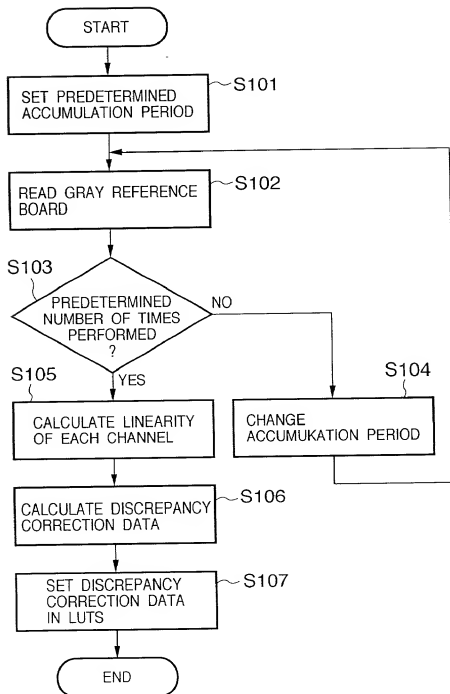 START
S101
SET PREDETERMINED
ACCUMULATION PERIOD
S102
READ GRAY REFERENCE
BOARD
S103
PREDETERMINED
NUMBER OF TIMES
PERFORMED
?
NO
YES
S105
CALCULATE LINEARITY
OF EACH CHANNEL
S104
CHANGE
ACCUMUKATION PERIOD
S106
CALCULATE DISCREPANCY
CORRECTION DATA
S107
SET DISCREPANCY
CORRECTION DATA
IN LUTS
END